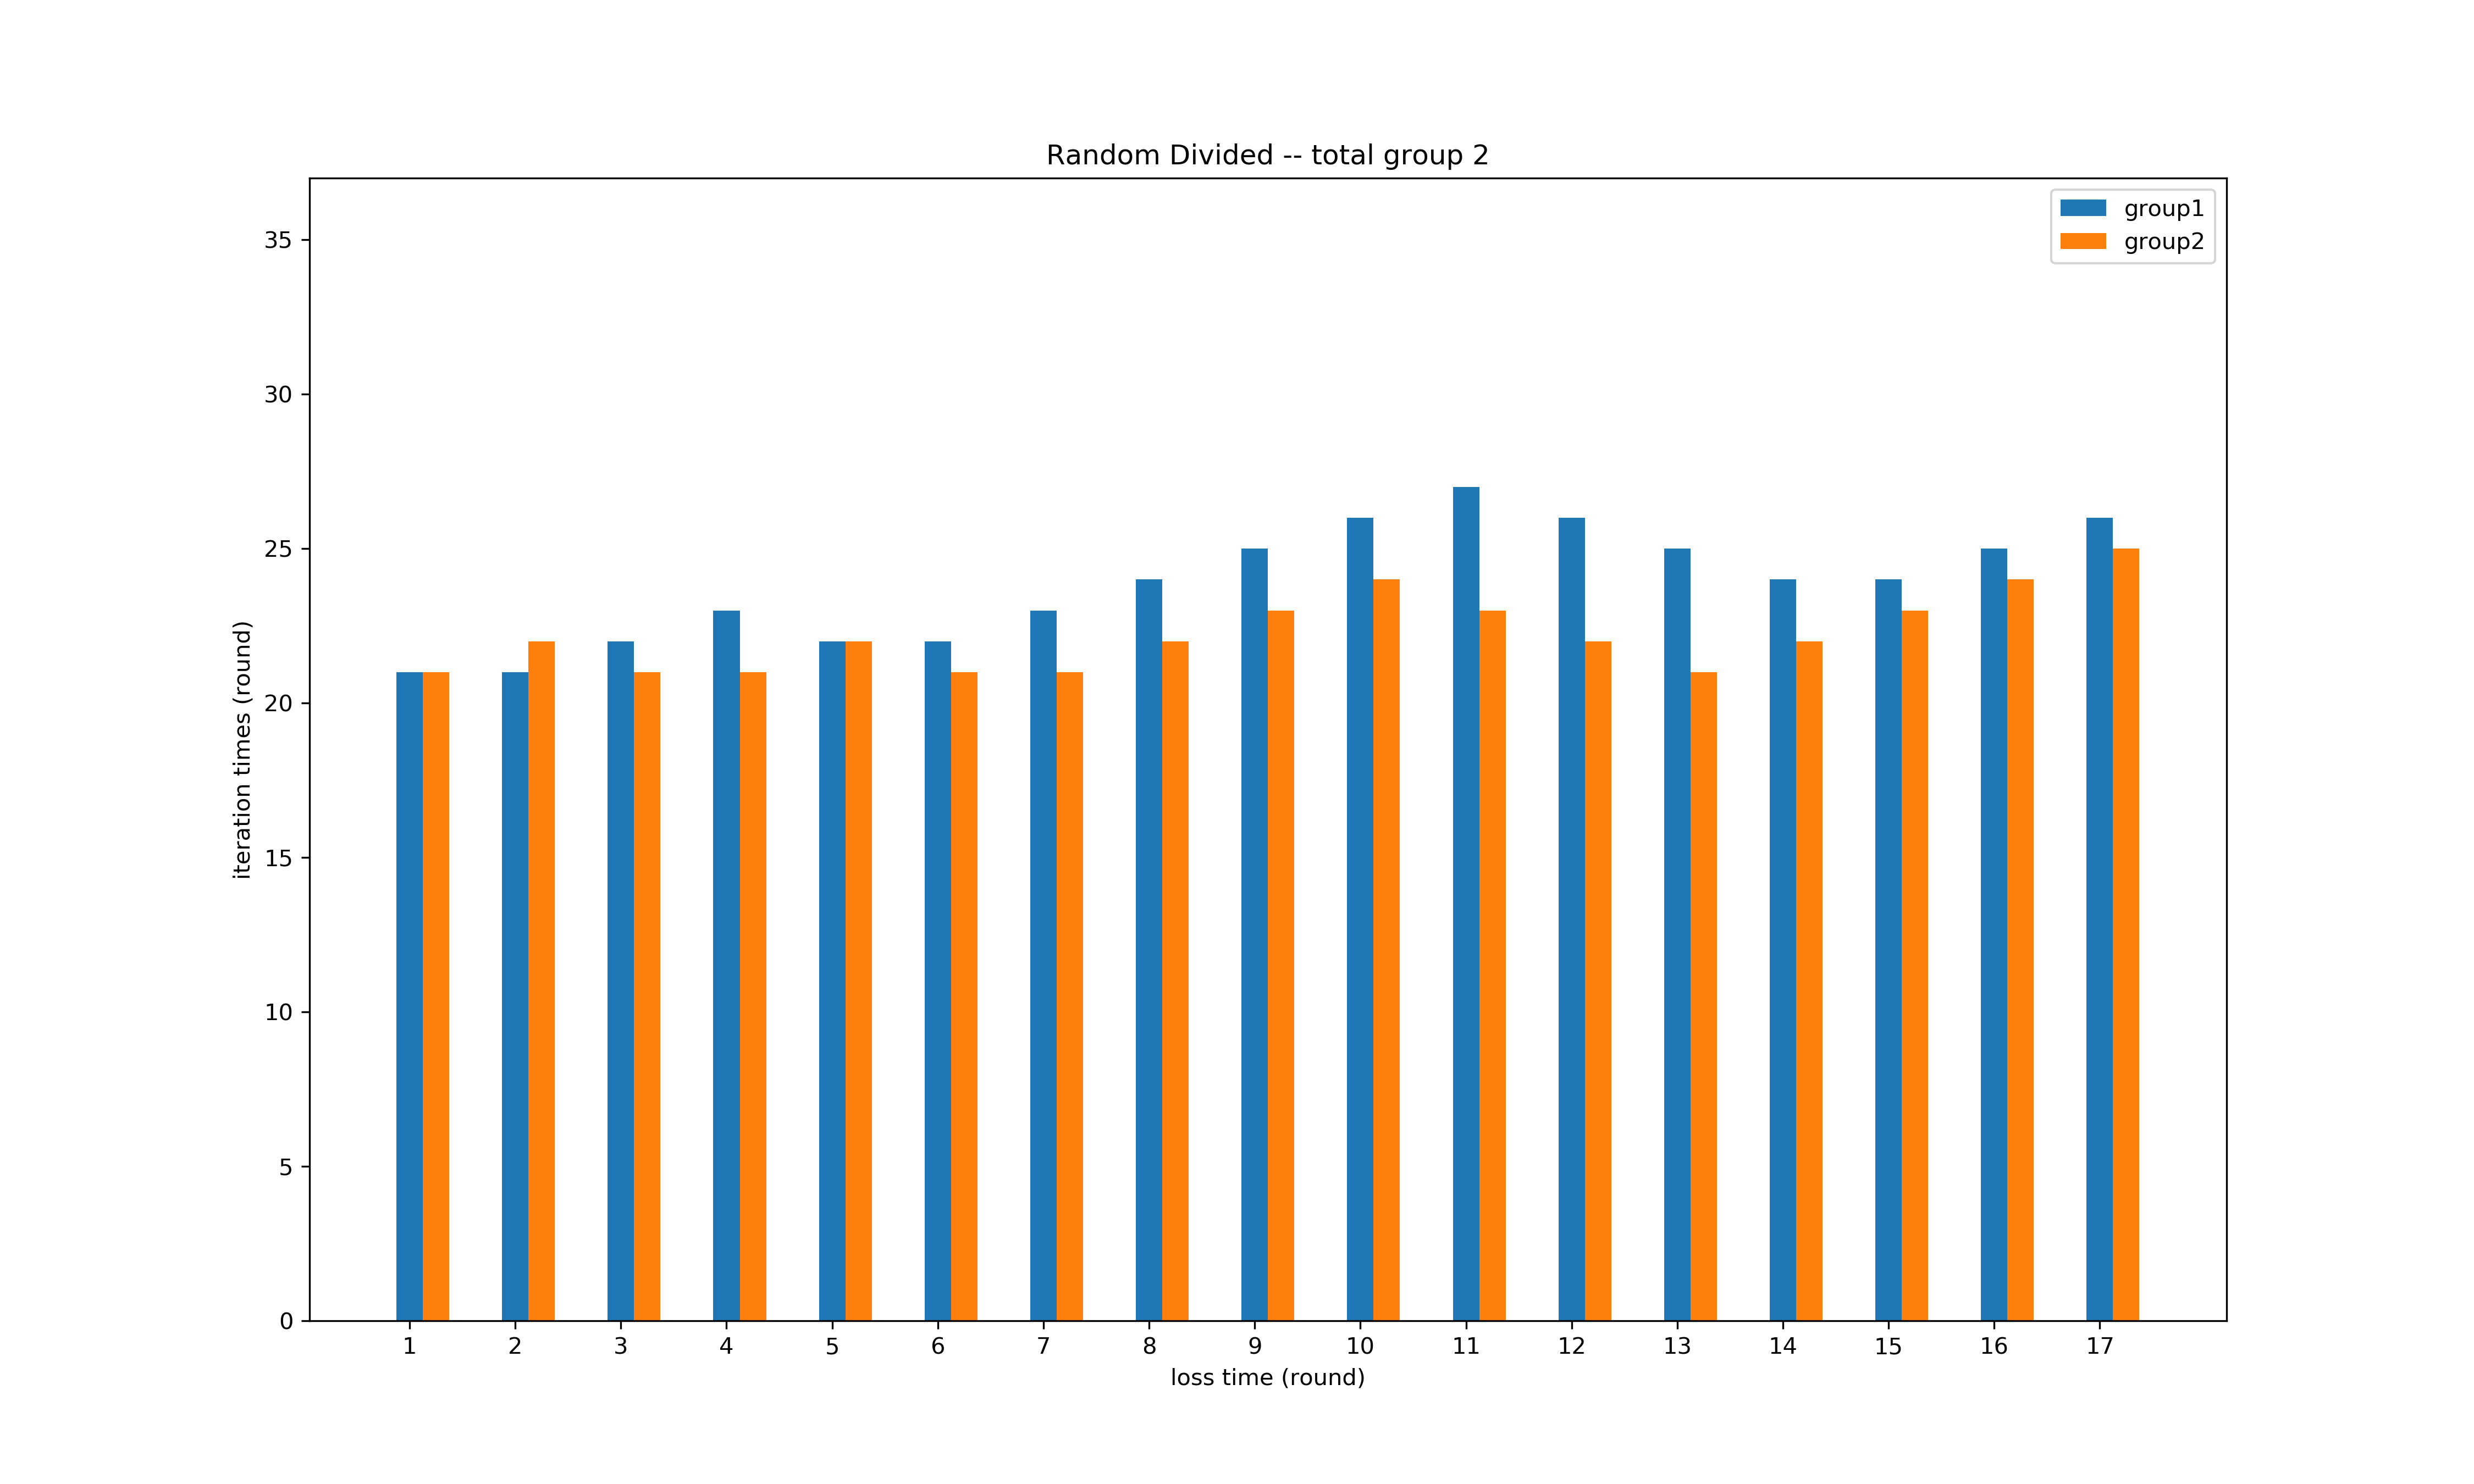 Random Divided -- total group 2
group1
group2
35
30
25
20
15
10
5
0
iteration times (round)
1 2 3 4 5 6 7 8 9 10 11 12 13 14 15 16 17
loss time (round)